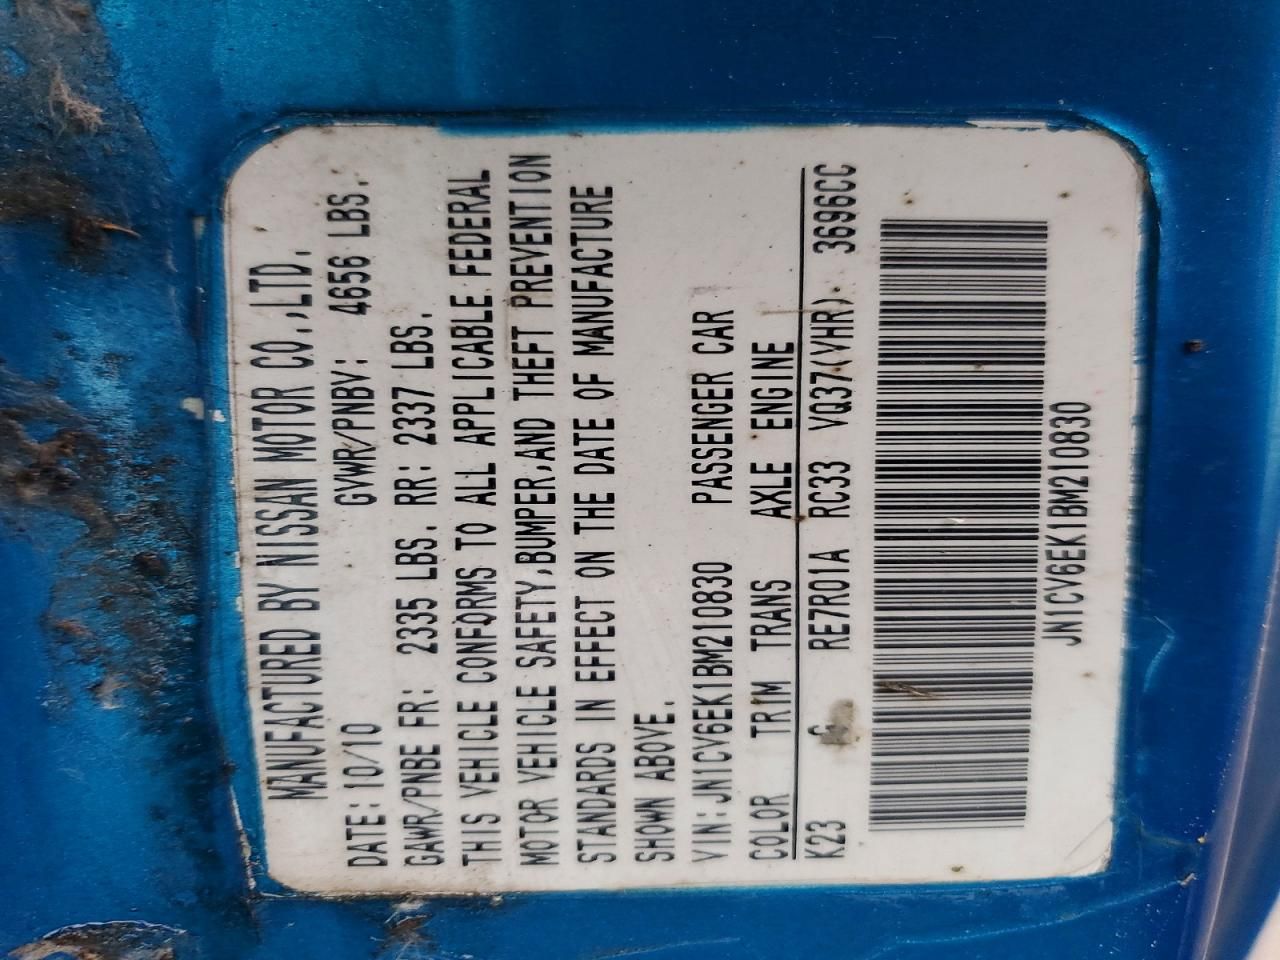 MANUFACTURED BY NISSAN MOTOR CO.,LTD.
DATE: 10/10 GVWR/PNBV: 4656 LBS.
GAWR/PNBE FR: 2335 LBS. RR: 2337 LBS.
THIS VEHICLE CONFORMS TO ALL APPLICABLE FEDERAL
MOTOR VEHICLE SAFETY,BUMPER,AND THEFT PREVENTION
STANDARDS IN EFFECT ON THE DATE OF MANUFACTURE
SHOWN ABOVE.
VIN:JN1CV6EK1BM210830 PASSENGER CAR
COLOR TRIM TRANS AXLE ENGINE
K23 RE7R01A RC33 VQ37(VHR) 3696CC
JN1CV6EK1BM210830